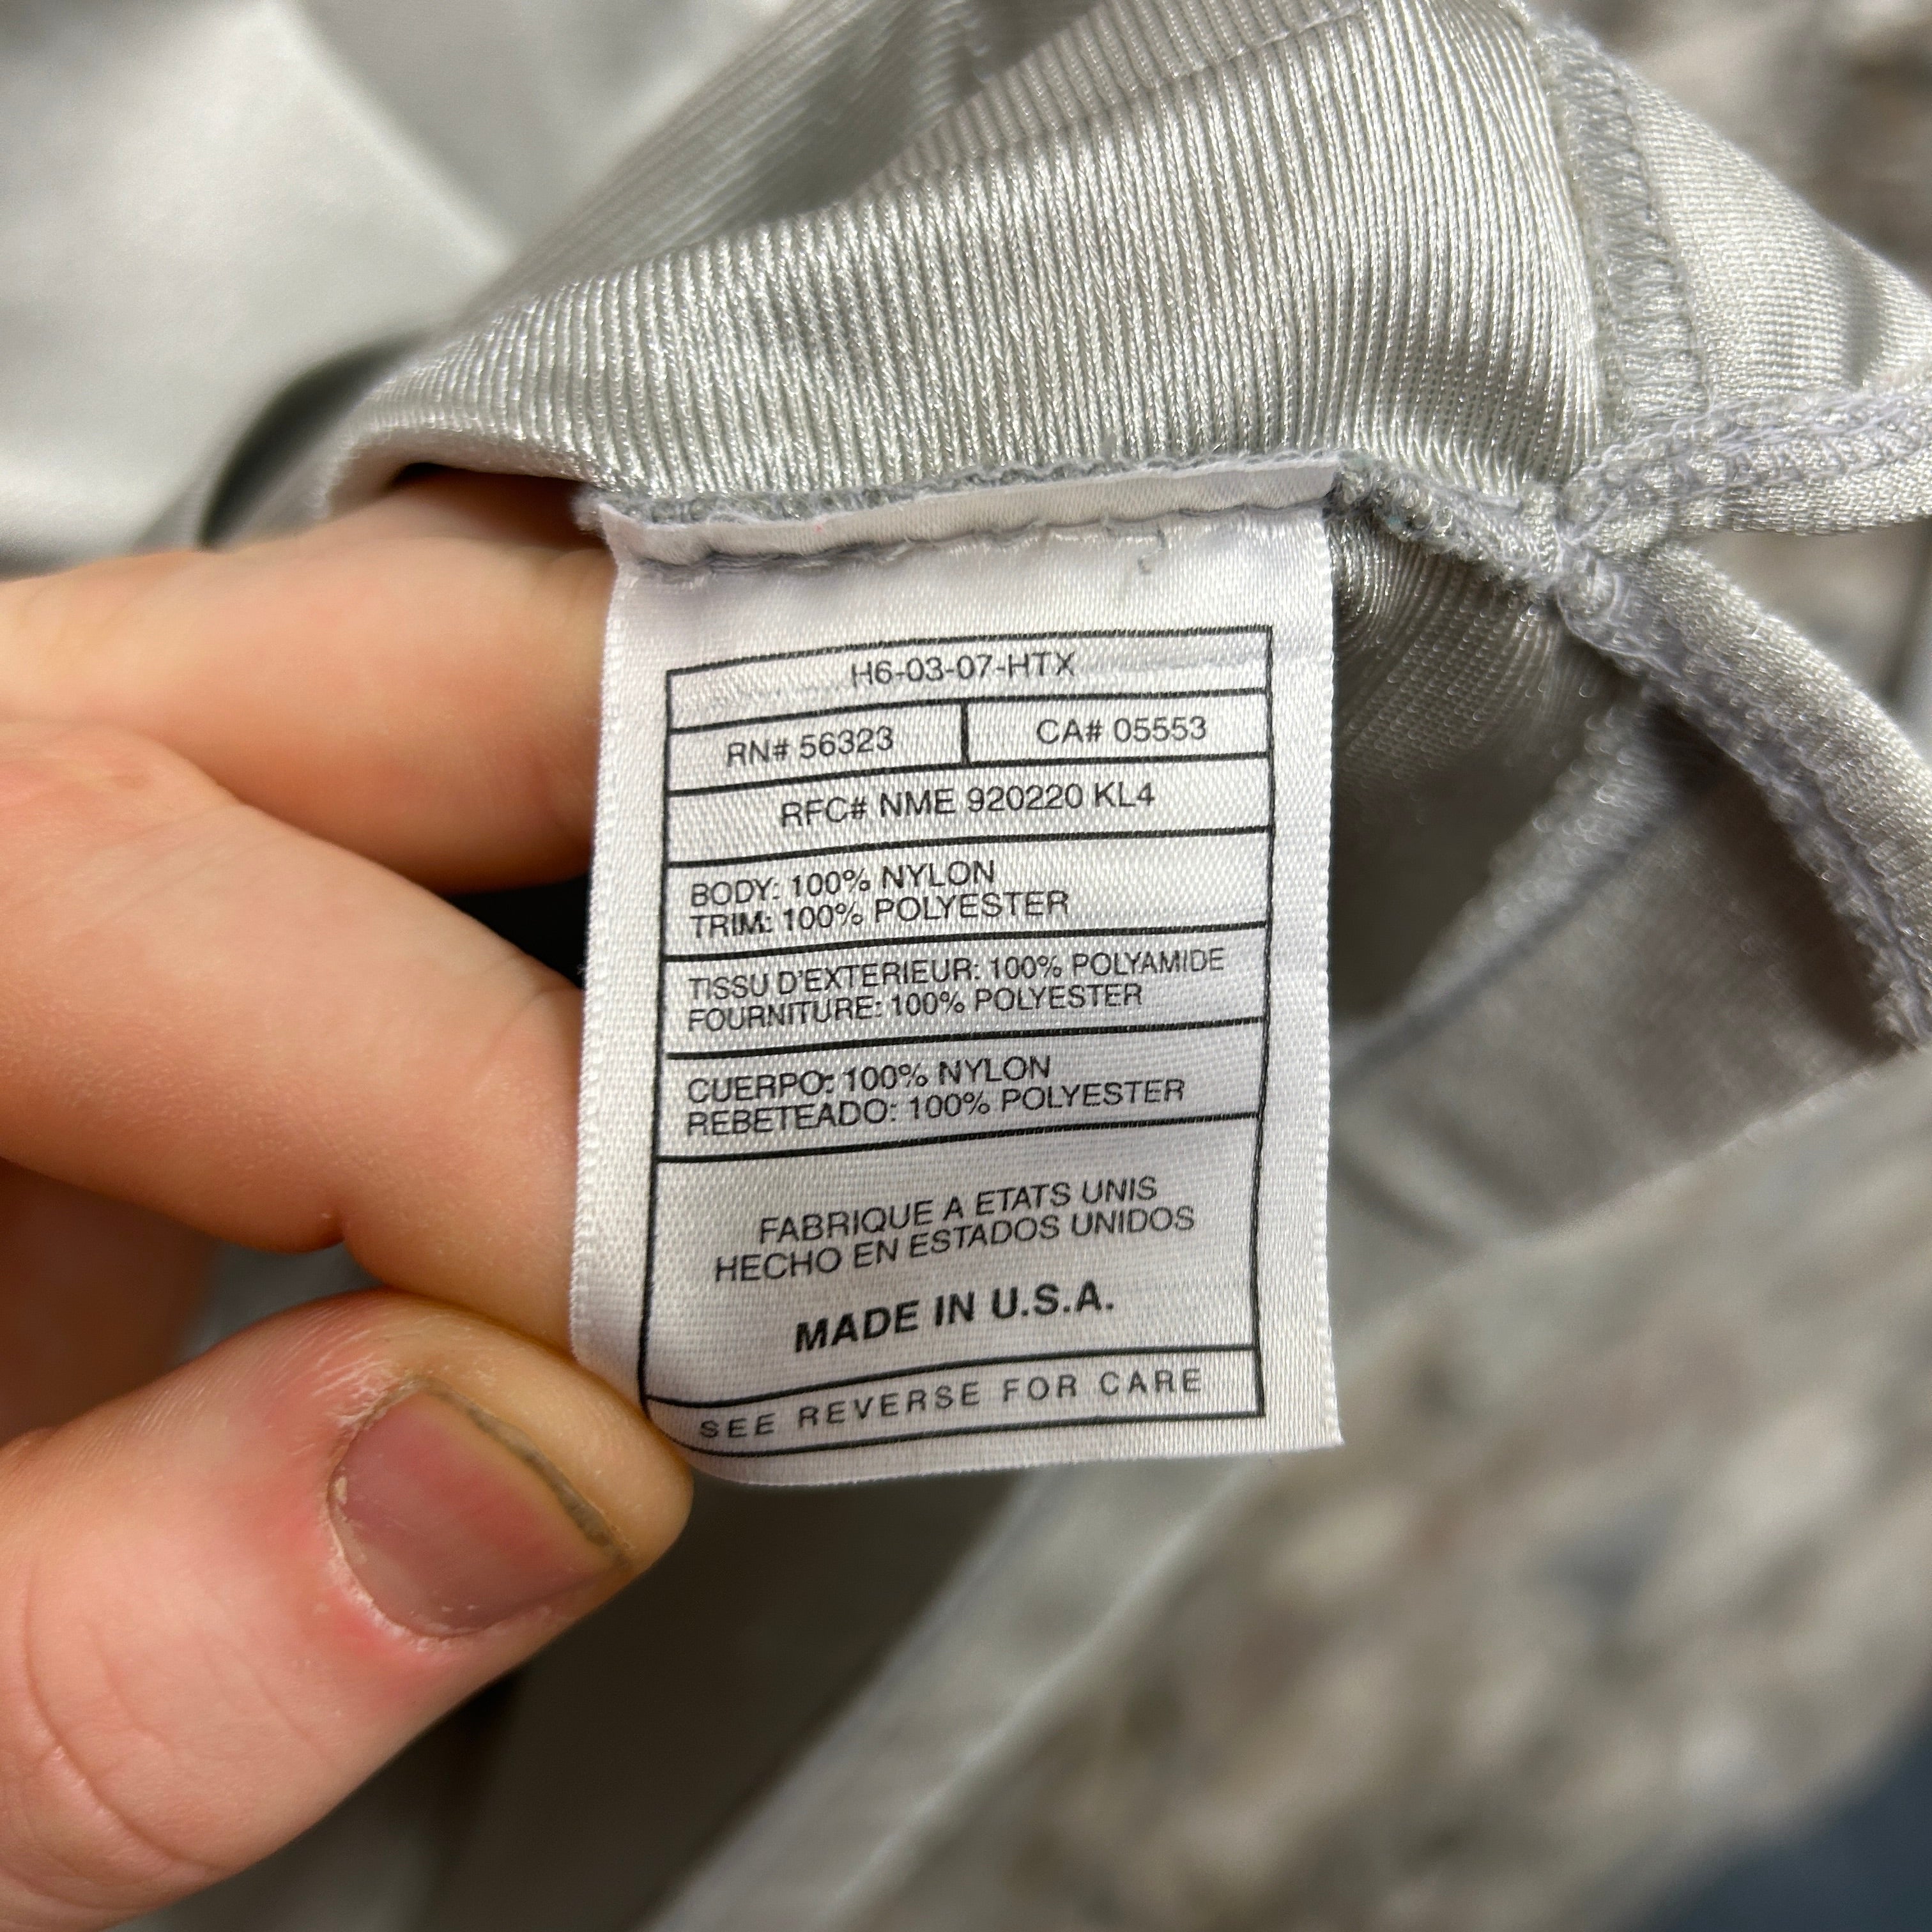 H6-03-07-HTX
RN# 56323 CA# 05553
RFC# NME 920220 KL4
BODY: 100% NYLON
TRIM: 100% POLYESTER
TISSU D'EXTERIEUR: 100% POLYAMIDE
FOURNITURE: 100% POLYESTER
CUERPO: 100% NYLON
REBETEADO: 100% POLYESTER
FABRIQUE A ETATS UNIS
HECHO EN ESTADOS UNIDOS
MADE IN U.S.A.
SEE REVERSE FOR CARE